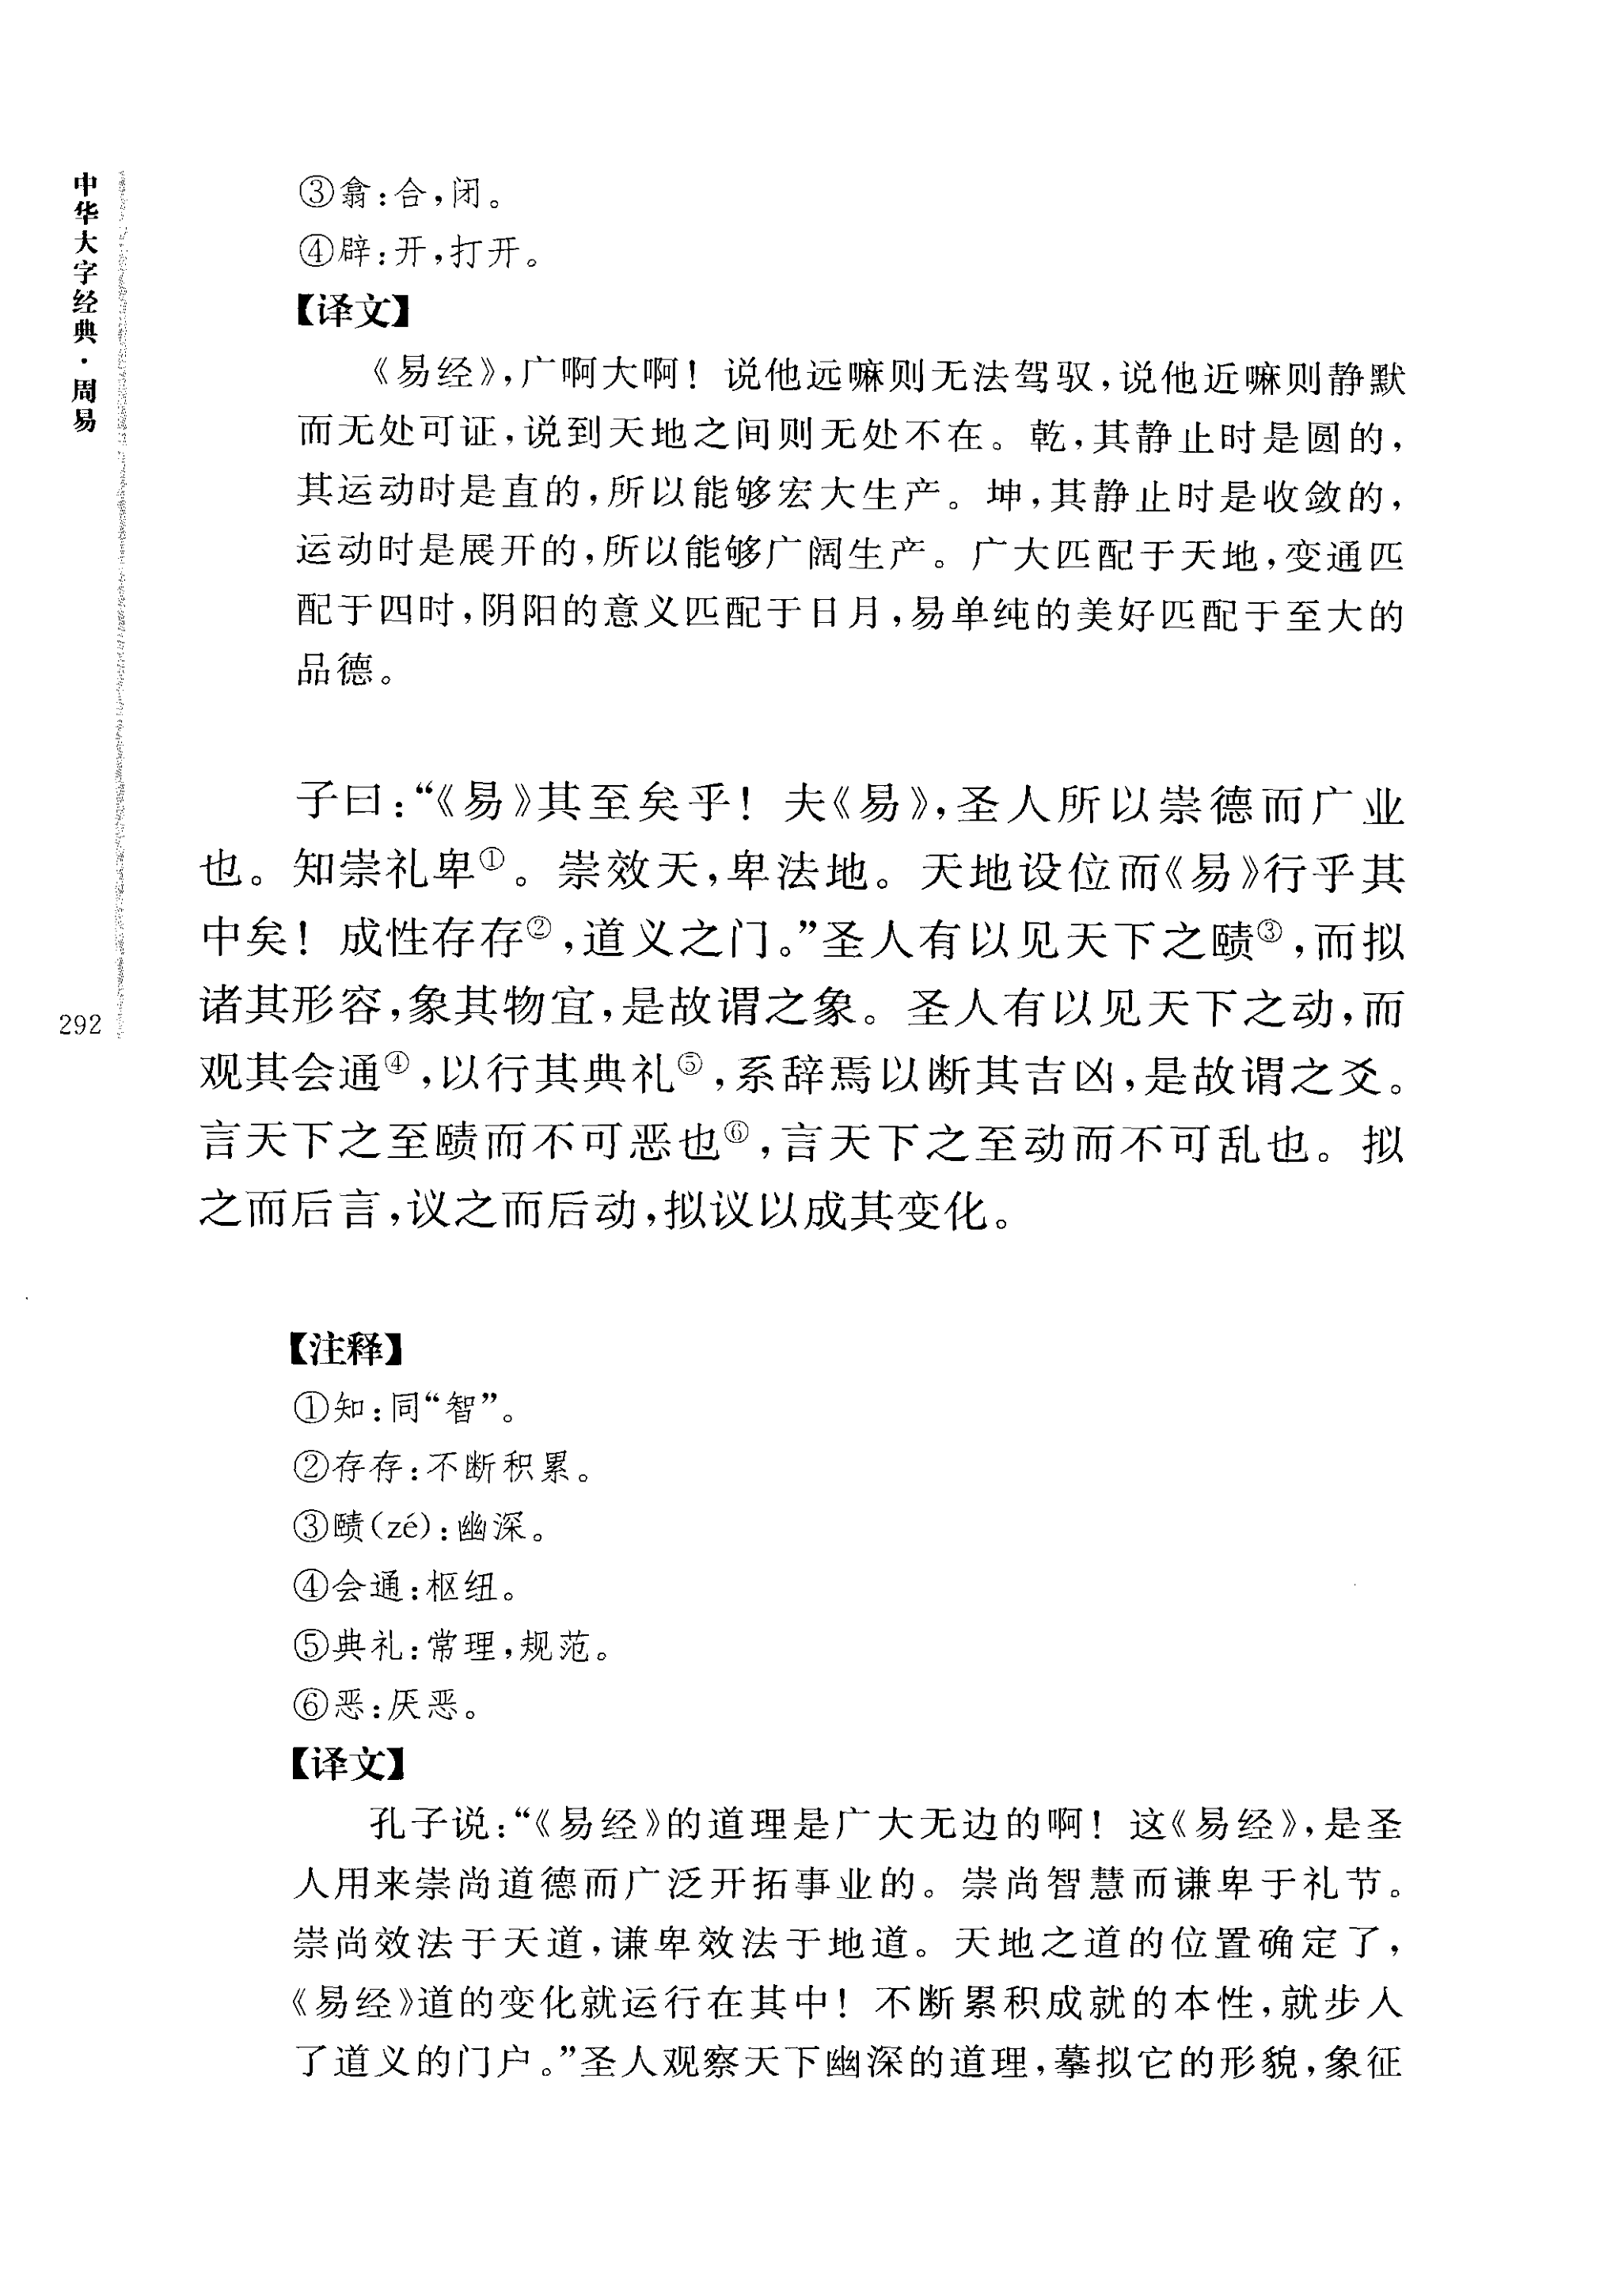 中华大字经典·周易
292
③翕:合,闭。
④辟:开,打开。
【译文】
《易经》,广啊大啊！说他远嘛则无法驾驭,说他近嘛则静默
而无处可证,说到天地之间则无处不在。乾,其静止时是圆的,
其运动时是直的,所以能够宏大生产。坤,其静止时是收敛的,
运动时是展开的,所以能够广阔生产。广大匹配于天地,变通匹
配于四时,阴阳的意义匹配于日月,易单纯的美好匹配于至大的
品德。
子曰:“《易》其至矣乎！夫《易》,圣人所以崇德而广业
也。知崇礼卑①。崇效天,卑法地。天地设位而《易》行乎其
中矣！成性存存②,道义之门。”圣人有以见天下之赜③,而拟
诸其形容,象其物宜,是故谓之象。圣人有以见天下之动,而
观其会通④,以行其典礼⑤,系辞焉以断其吉凶,是故谓之爻。
言天下之至赜而不可恶也⑥,言天下之至动而不可乱也。拟
之而后言,议之而后动,拟议以成其变化。
【注释】
①知:同“智”。
②存存:不断积累。
③赜(zé):幽深。
④会通:枢纽。
⑤典礼:常理,规范。
⑥恶:厌恶。
【译文】
孔子说:“《易经》的道理是广大无边的啊！这《易经》,是圣
人用来崇尚道德而广泛开拓事业的。崇尚智慧而谦卑于礼节。
崇尚效法于天道,谦卑效法于地道。天地之道的位置确定了,
《易经》道的变化就运行在其中！不断累积成就的本性,就步入
了道义的门户。”圣人观察天下幽深的道理,摹拟它的形貌,象征